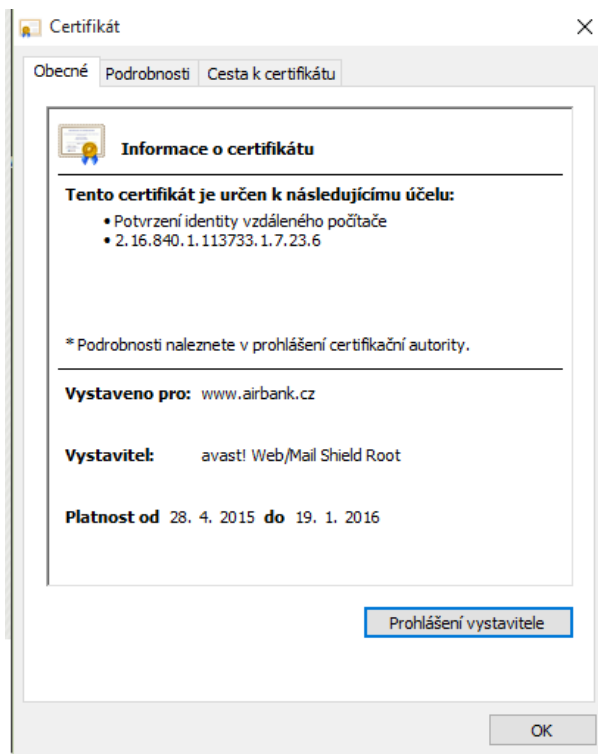 Certifikát
Obecné Podrobnosti Cesta k certifikátu
Informace o certifikátu
Tento certifikát je určen k následujícímu účelu:
• Potvrzení identity vzdáleného počítače
• 2.16.840.1.113733.1.7.23.6
* Podrobnosti naleznete v prohlášení certifikační autority.
Vystaveno pro: www.airbank.cz
Vystavitel: avast! Web/Mail Shield Root
Platnost od 28. 4. 2015 do 19. 1. 2016
Prohlášení vystavitele
OK